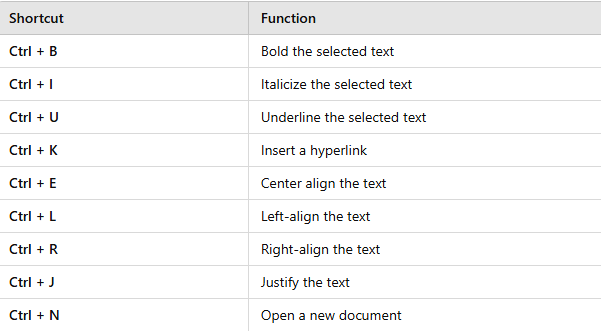 Shortcut Function
Ctrl + B Bold the selected text
Ctrl + I Italicize the selected text
Ctrl + U Underline the selected text
Ctrl + K Insert a hyperlink
Ctrl + E Center align the text
Ctrl + L Left-align the text
Ctrl + R Right-align the text
Ctrl + J Justify the text
Ctrl + N Open a new document